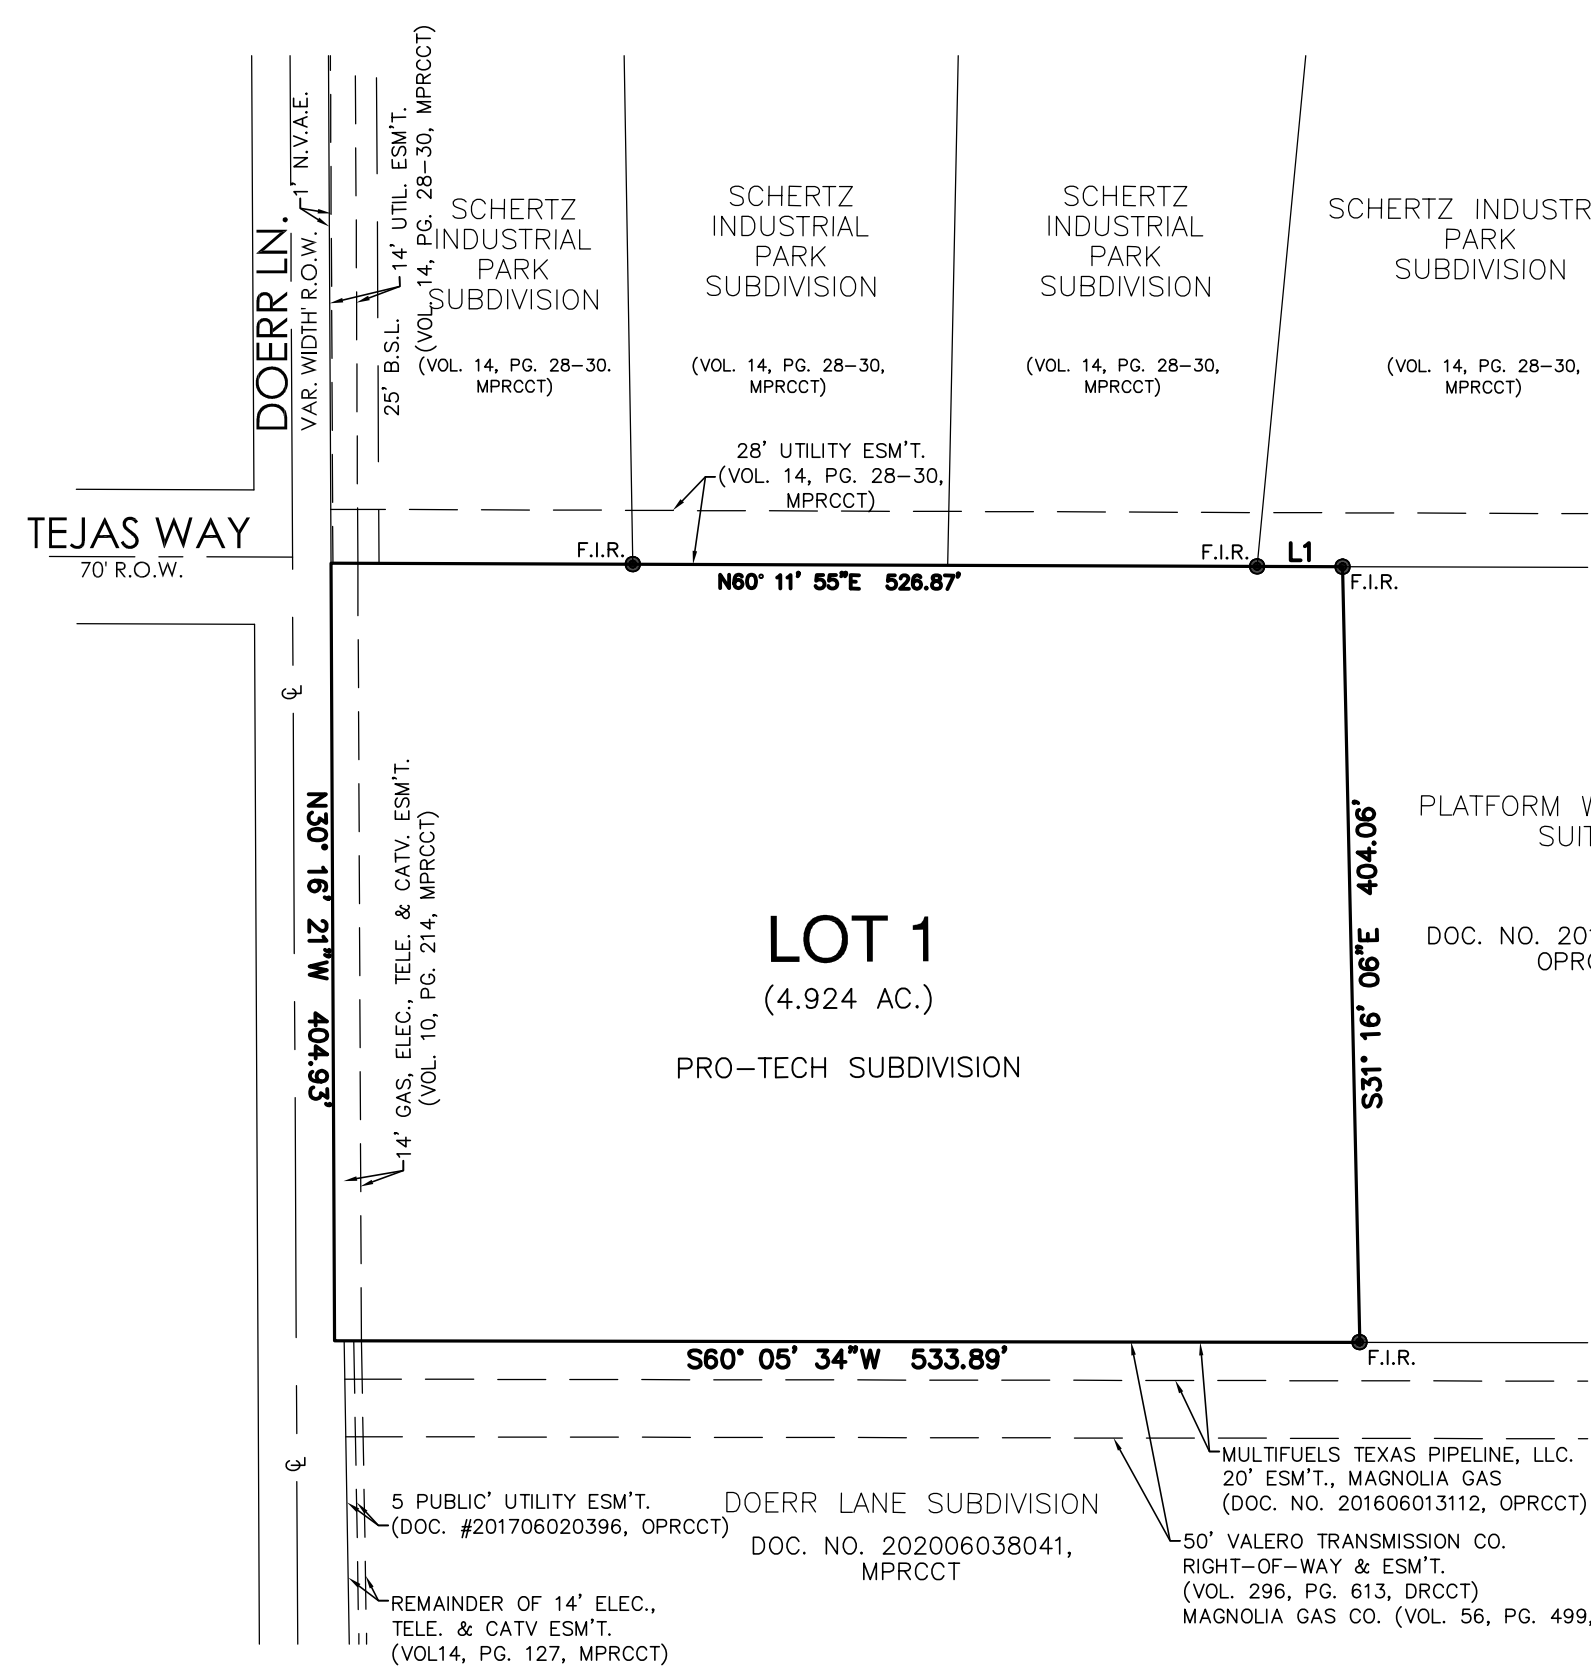 1' N.V.A.E.
14' UTIL. ESM'T.
(VOL. 14, PG. 28-30, MPRCCT)
DOERR LN.
VAR. WIDTH' R.O.W.
25' B.S.L.
SCHERTZ
INDUSTRIAL
PARK
SUBDIVISION
(VOL. 14, PG. 28-30.
MPRCCT)
SCHERTZ
INDUSTRIAL
PARK
SUBDIVISION
(VOL. 14, PG. 28-30,
MPRCCT)
SCHERTZ
INDUSTRIAL
PARK
SUBDIVISION
(VOL. 14, PG. 28-30,
MPRCCT)
SCHERTZ INDUSTR
PARK
SUBDIVISION
(VOL. 14, PG. 28-30,
MPRCCT)
28' UTILITY ESM'T.
(VOL. 14, PG. 28-30,
MPRCCT)
TEJAS WAY
70' R.O.W.
F.I.R.
F.I.R.
L1
F.I.R.
N60° 11' 55"E 526.87'
℄
N30° 16' 21"W 404.93'
14' GAS, ELEC., TELE. & CATV. ESM'T.
(VOL. 10, PG. 214, MPRCCT)
LOT 1
(4.924 AC.)
PRO-TECH SUBDIVISION
S31° 16' 06"E 404.06'
PLATFORM
SUIT
DOC. NO. 201
OPRC
S60° 05' 34"W 533.89'
F.I.R.
℄
MULTIFUELS TEXAS PIPELINE, LLC.
20' ESM'T., MAGNOLIA GAS
(DOC. NO. 201606013112, OPRCCT)
5 PUBLIC' UTILITY ESM'T.
(DOC. #201706020396, OPRCCT)
DOERR LANE SUBDIVISION
DOC. NO. 202006038041,
MPRCCT
50' VALERO TRANSMISSION CO.
RIGHT-OF-WAY & ESM'T.
(VOL. 296, PG. 613, DRCCT)
MAGNOLIA GAS CO. (VOL. 56, PG. 499,
REMAINDER OF 14' ELEC.,
TELE. & CATV ESM'T.
(VOL14, PG. 127, MPRCCT)